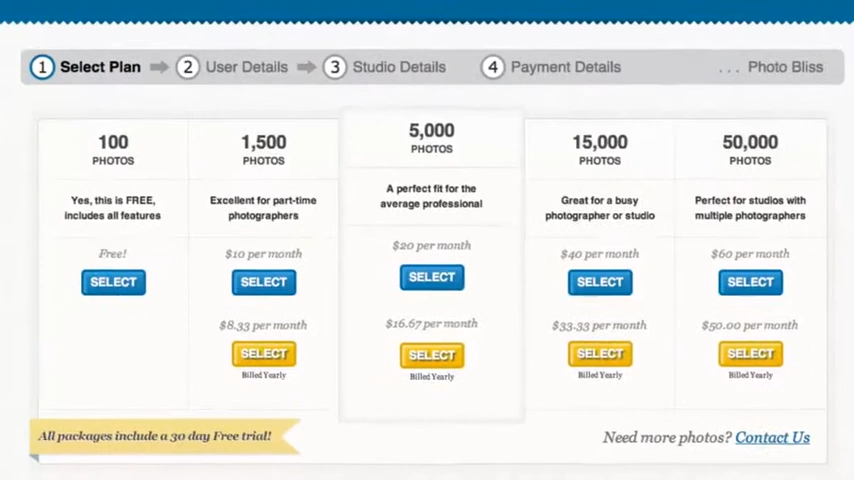 1 Select Plan 2 User Details 3 Studio Details 4 Payment Details ... Photo Bliss
100
PHOTOS
Yes, this is FREE,
includes all features
Free!
SELECT
1,500
PHOTOS
Excellent for part-time
photographers
$10 per month
SELECT
$8.33 per month
SELECT
Billed Yearly
5,000
PHOTOS
A perfect fit for the
average professional
$20 per month
SELECT
$16.67 per month
SELECT
Billed Yearly
15,000
PHOTOS
Great for a busy
photographer or studio
$40 per month
SELECT
$33.33 per month
SELECT
Billed Yearly
50,000
PHOTOS
Perfect for studios with
multiple photographers
$60 per month
SELECT
$50.00 per month
SELECT
Billed Yearly
All packages include a 30 day Free trial!
Need more photos? Contact Us